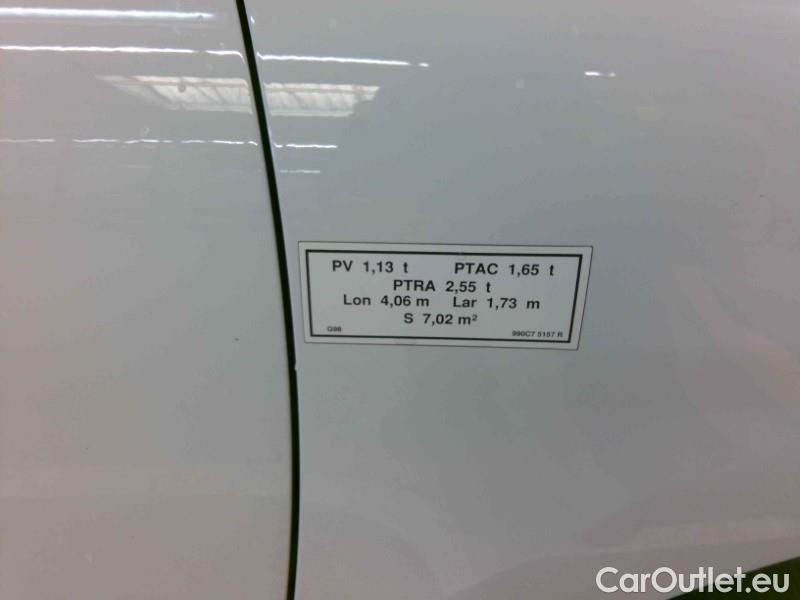 PV 1,13 t PTAC 1,65 t
PTRA 2,55 t
Lon 4,06 m Lar 1,73 m
S 7,02 m²
G98 990C7 5157 R
CarOutlet.eu